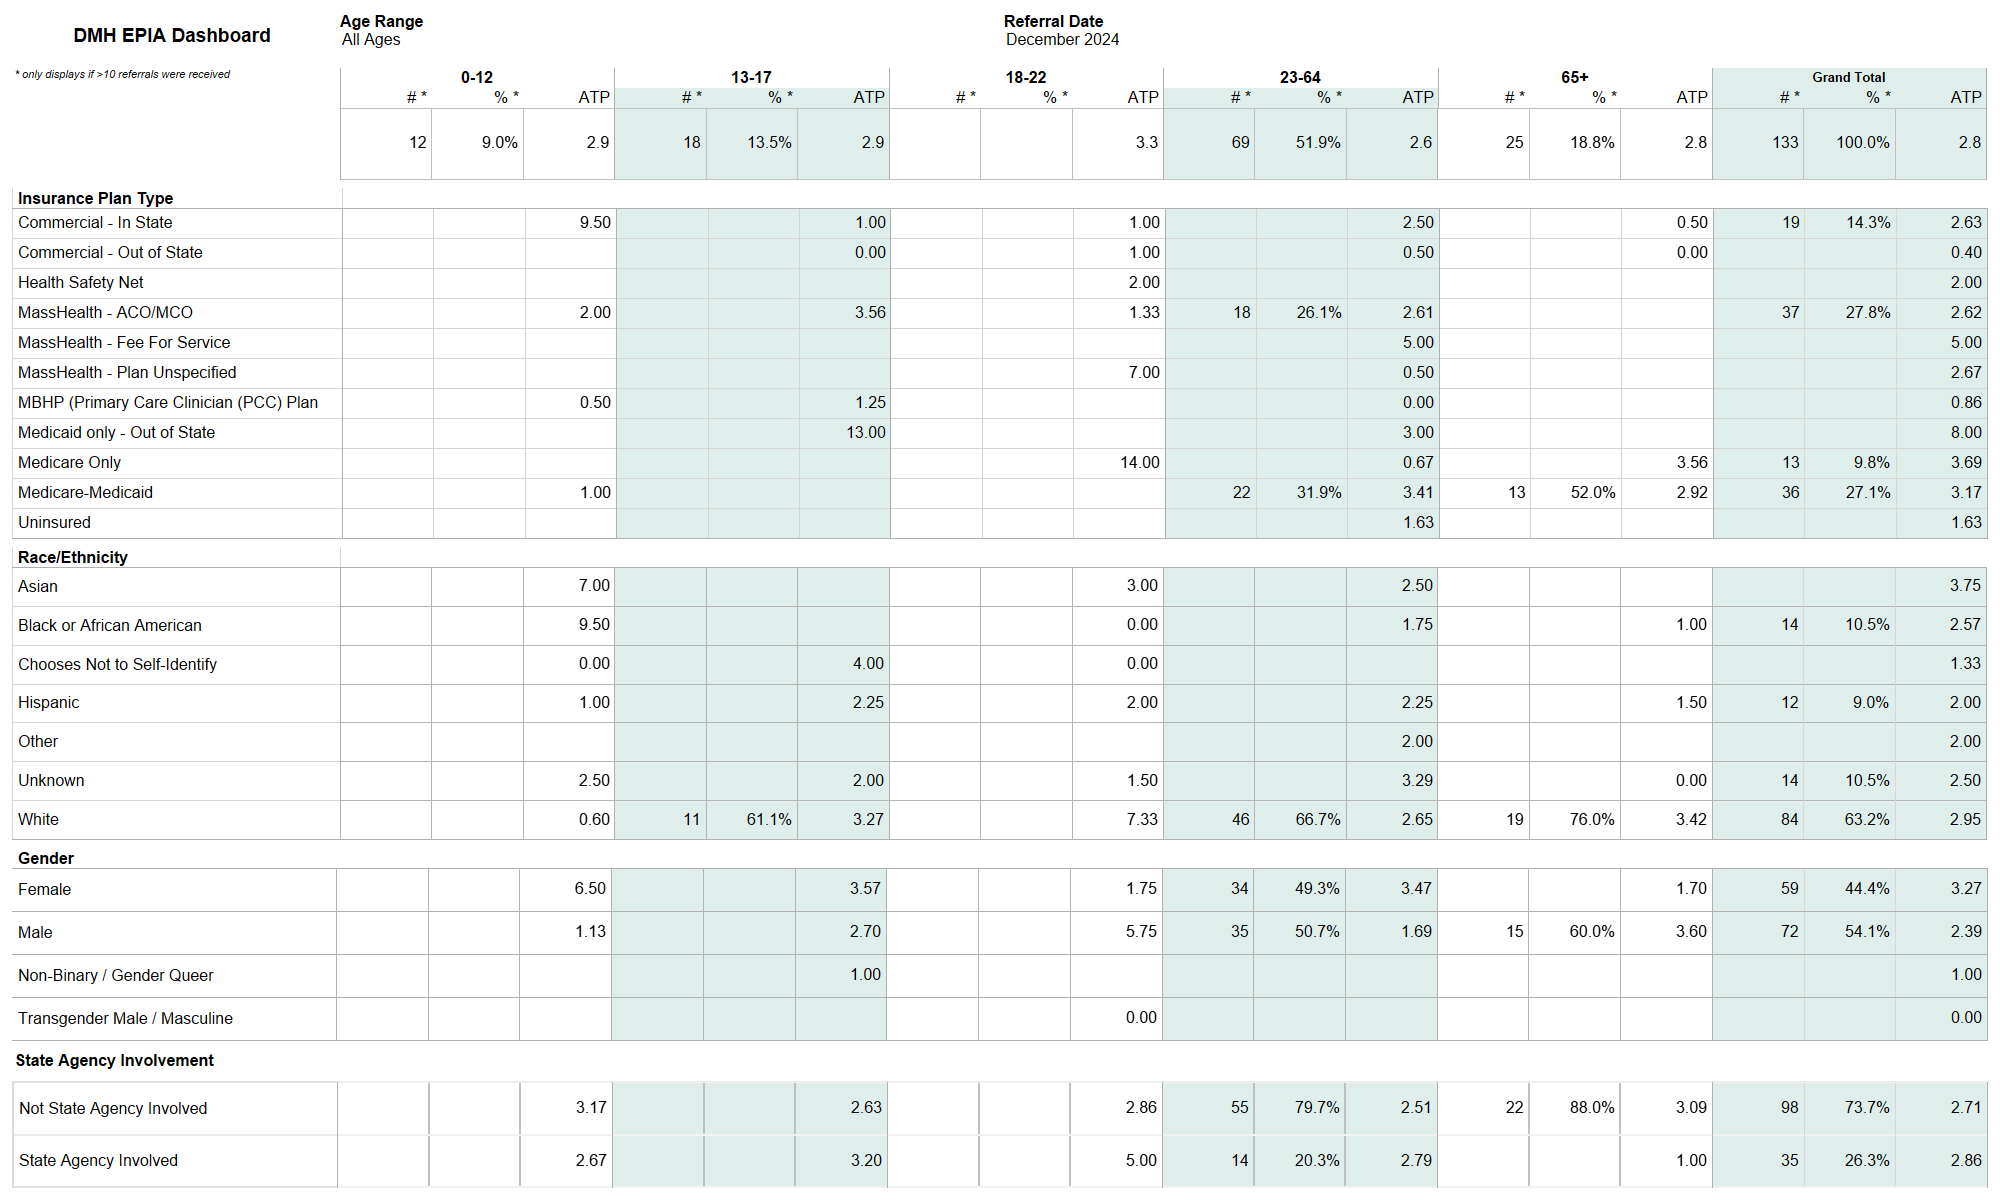 DMH EPIA Dashboard
Age Range
All Ages
Referral Date
December 2024
* only displays if >10 referrals were received
0-12 13-17 18-22 23-64 65+ Grand Total
# * % * ATP # * % * ATP # * % * ATP # * % * ATP # * % * ATP # * % * ATP
12 9.0% 2.9 18 13.5% 2.9 3.3 69 51.9% 2.6 25 18.8% 2.8 133 100.0% 2.8
Insurance Plan Type
Commercial - In State 9.50 1.00 1.00 2.50 0.50 19 14.3% 2.63
Commercial - Out of State 0.00 1.00 0.50 0.00 0.40
Health Safety Net 2.00 2.00
MassHealth - ACO/MCO 2.00 3.56 1.33 18 26.1% 2.61 37 27.8% 2.62
MassHealth - Fee For Service 5.00 5.00
MassHealth - Plan Unspecified 7.00 0.50 2.67
MBHP (Primary Care Clinician (PCC) Plan 0.50 1.25 0.00 0.86
Medicaid only - Out of State 13.00 3.00 8.00
Medicare Only 14.00 0.67 3.56 13 9.8% 3.69
Medicare-Medicaid 1.00 22 31.9% 3.41 13 52.0% 2.92 36 27.1% 3.17
Uninsured 1.63 1.63
Race/Ethnicity
Asian 7.00 3.00 2.50 3.75
Black or African American 9.50 0.00 1.75 1.00 14 10.5% 2.57
Chooses Not to Self-Identify 0.00 4.00 0.00 1.33
Hispanic 1.00 2.25 2.00 2.25 1.50 12 9.0% 2.00
Other 2.00 2.00
Unknown 2.50 2.00 1.50 3.29 0.00 14 10.5% 2.50
White 0.60 11 61.1% 3.27 7.33 46 66.7% 2.65 19 76.0% 3.42 84 63.2% 2.95
Gender
Female 6.50 3.57 1.75 34 49.3% 3.47 1.70 59 44.4% 3.27
Male 1.13 2.70 5.75 35 50.7% 1.69 15 60.0% 3.60 72 54.1% 2.39
Non-Binary / Gender Queer 1.00 1.00
Transgender Male / Masculine 0.00 0.00
State Agency Involvement
Not State Agency Involved 3.17 2.63 2.86 55 79.7% 2.51 22 88.0% 3.09 98 73.7% 2.71
State Agency Involved 2.67 3.20 5.00 14 20.3% 2.79 1.00 35 26.3% 2.86